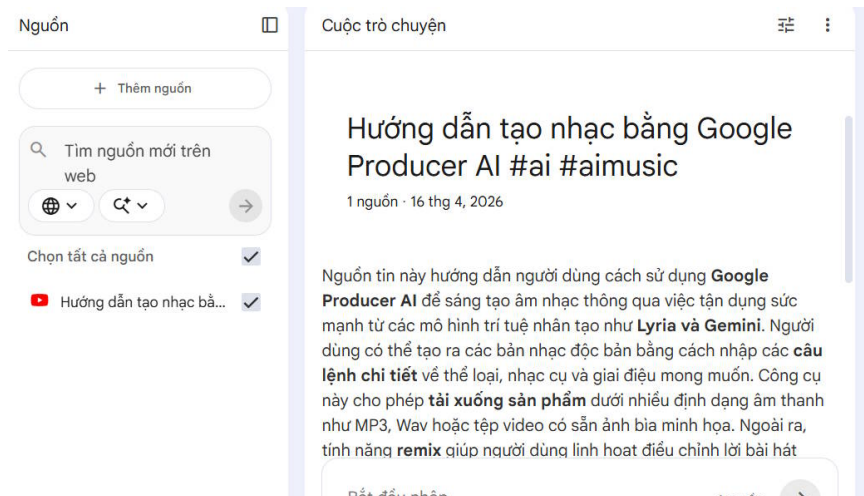 Nguồn
Thêm nguồn
Tìm nguồn mới trên
web
Chọn tất cả nguồn
Hướng dẫn tạo nhạc bằ...
Cuộc trò chuyện
Hướng dẫn tạo nhạc bằng Google
Producer AI #ai #aimusic
1 nguồn · 16 thg 4, 2026
Nguồn tin này hướng dẫn người dùng cách sử dụng Google
Producer AI để sáng tạo âm nhạc thông qua việc tận dụng sức
mạnh từ các mô hình trí tuệ nhân tạo như Lyria và Gemini. Người
dùng có thể tạo ra các bản nhạc độc bản bằng cách nhập các câu
lệnh chi tiết về thể loại, nhạc cụ và giai điệu mong muốn. Công cụ
này cho phép tải xuống sản phẩm dưới nhiều định dạng âm thanh
như MP3, Wav hoặc tệp video có sẵn ảnh bìa minh họa. Ngoài ra,
tính năng remix giúp người dùng linh hoạt điều chỉnh lời bài hát
Bắt đầu nhập